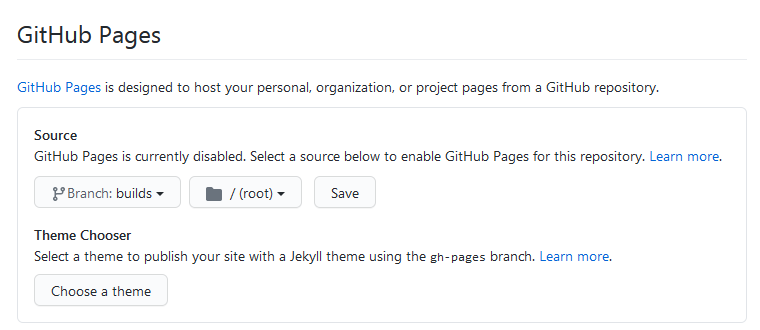 GitHub Pages
GitHub Pages is designed to host your personal, organization, or project pages from a GitHub repository.
Source
GitHub Pages is currently disabled. Select a source below to enable GitHub Pages for this repository. Learn more.
Branch: builds / (root) Save
Theme Chooser
Select a theme to publish your site with a Jekyll theme using the gh-pages branch. Learn more.
Choose a theme